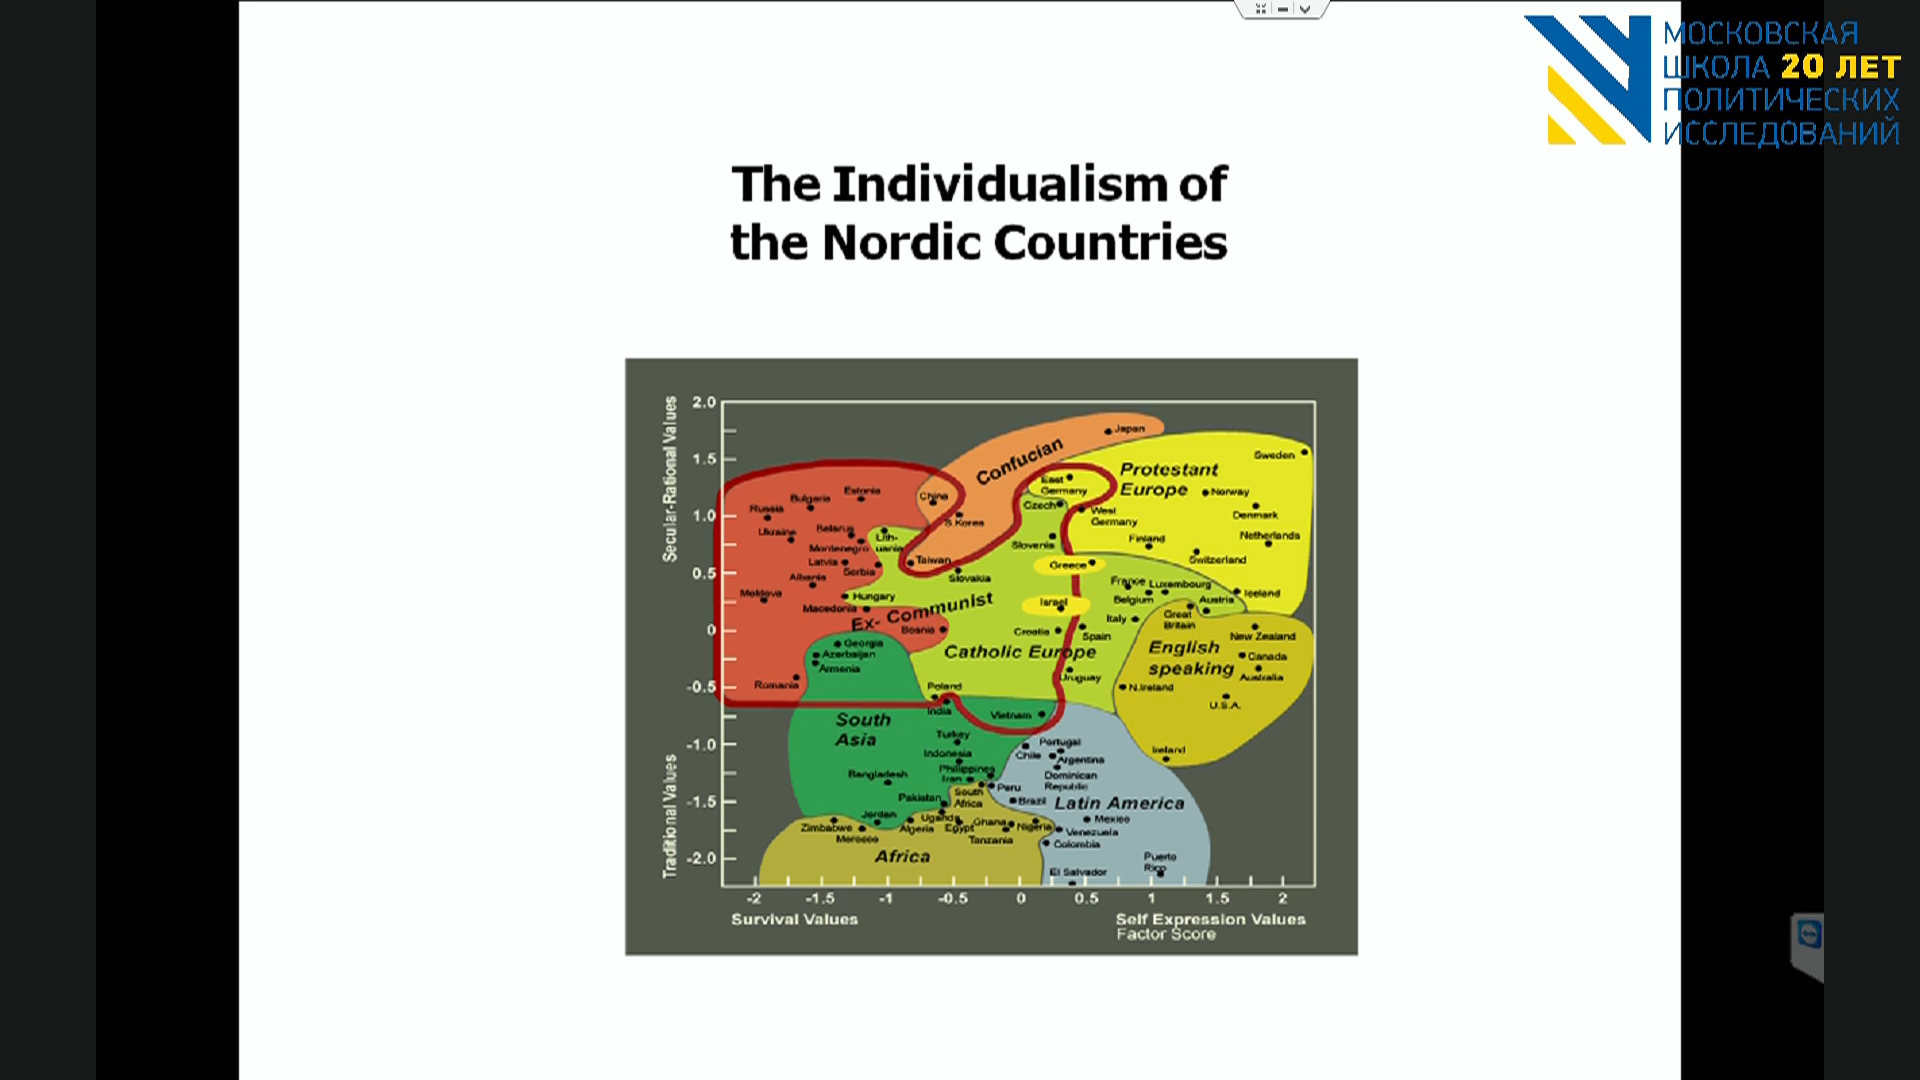 МОСКОВСКАЯ
ШКОЛА 20 ЛЕТ
ПОЛИТИЧЕСКИХ
ИССЛЕДОВАНИЙ
The Individualism of
the Nordic Countries
Secular-Rational Values
Traditional Values
2.0
1.5
1.0
0.5
0
-0.5
-1.0
-1.5
-2.0
Confucian
Japan
China
S.Korea
Taiwan
Protestant
Europe
Sweden
Norway
Denmark
Netherlands
Switzerland
Finland
Iceland
East
Germany
West
Germany
Czech
Slovenia
Greece
Israel
Slovakia
Estonia
Bulgaria
Russia
Ukraine
Belarus
Montenegro
Lith-
uania
Latvia
Serbia
Albania
Moldova
Hungary
Macedonia
Ex- Communist
Bosnia
Romania
Catholic Europe
France
Luxembourg
Belgium
Austria
Italy
Spain
Croatia
Uruguay
Poland
English
speaking
Great
Britain
New Zealand
Canada
Australia
N.Ireland
U.S.A.
Ireland
Georgia
Azerbaijan
Armenia
South
Asia
India
Vietnam
Turkey
Indonesia
Philippines
Iran
Bangladesh
Pakistan
Jordan
Latin America
Portugal
Chile
Argentina
Dominican
Republic
Peru
Brazil
Mexico
Venezuela
Colombia
El Salvador
Puerto
Rico
Africa
South
Africa
Zimbabwe
Morocco
Algeria
Uganda
Egypt
Ghana
Tanzania
Nigeria
-2 -1.5 -1 -0.5 0 0.5 1 1.5 2
Survival Values
Self Expression Values
Factor Score